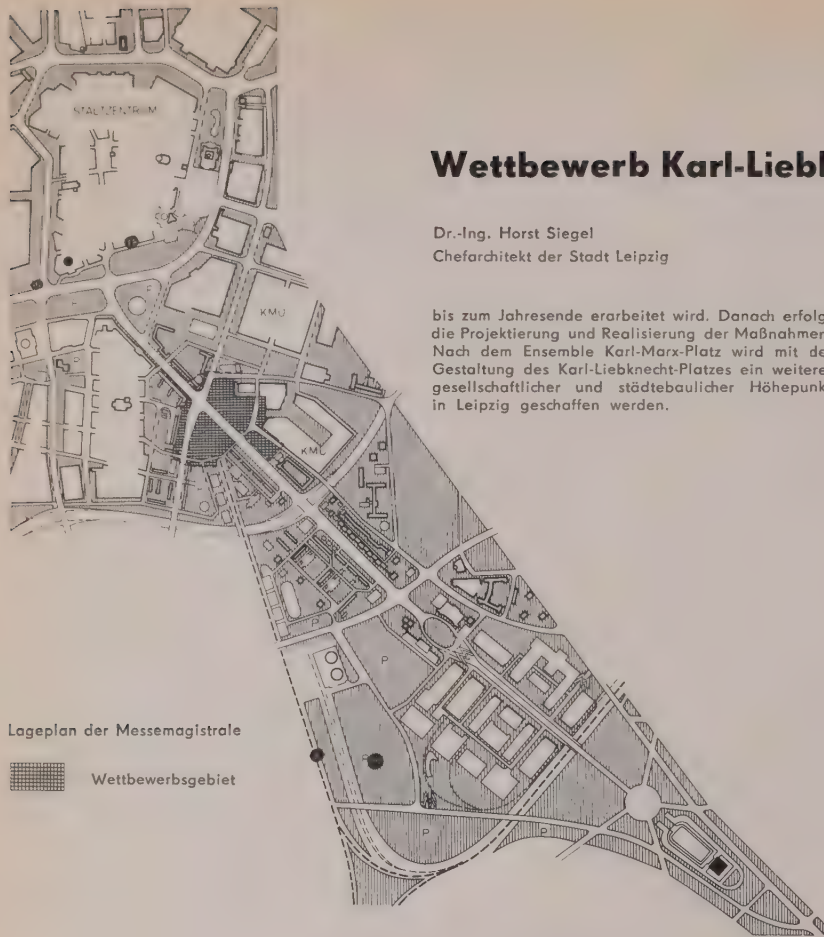 STADTZENTRUM
KMU
KMU
P
P
P
P
Wettbewerb Karl-Liebl
Dr.-Ing. Horst Siegel
Chefarchitekt der Stadt Leipzig
bis zum Jahresende erarbeitet wird. Danach erfolg
die Projektierung und Realisierung der Maßnahmen
Nach dem Ensemble Karl-Marx-Platz wird mit de
Gestaltung des Karl-Liebknecht-Platzes ein weitere
gesellschaftlicher und städtebaulicher Höhepunk
in Leipzig geschaffen werden.
Lageplan der Messemagistrale
Wettbewerbsgebiet